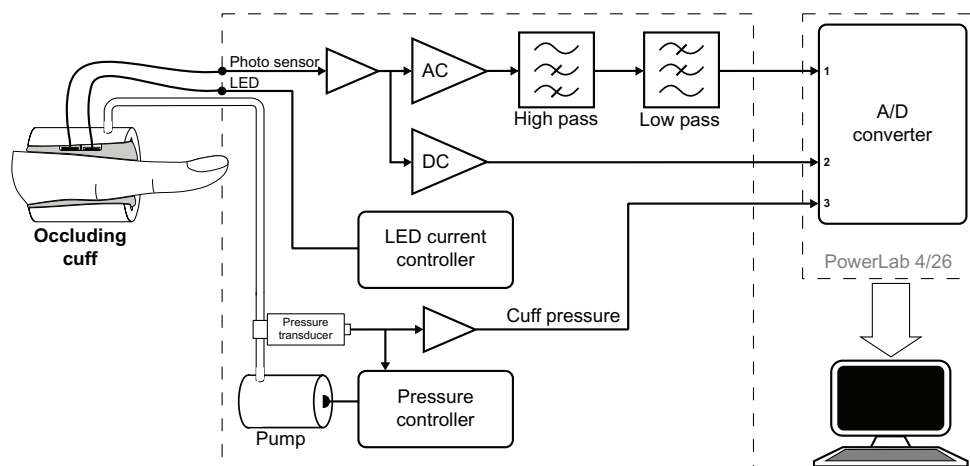 Photo sensor
LED
AC
High pass
Low pass
DC
1
2
3
A/D
converter
PowerLab 4/26
Occluding
cuff
LED current
controller
Pressure
transducer
Cuff pressure
Pressure
controller
Pump